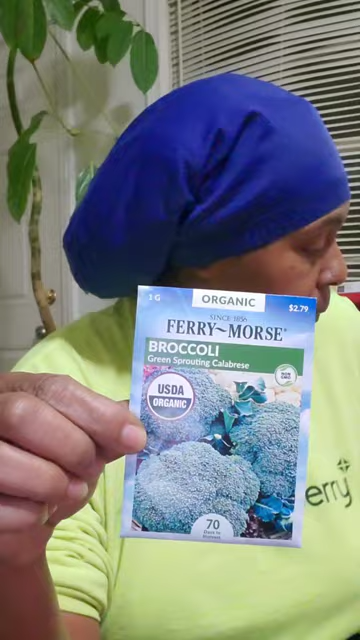 1 G
ORGANIC
$2.79
SINCE 1856
FERRY~MORSE®
BROCCOLI
Green Sprouting Calabrese
USDA
ORGANIC
70
Days to
Harvest
erry